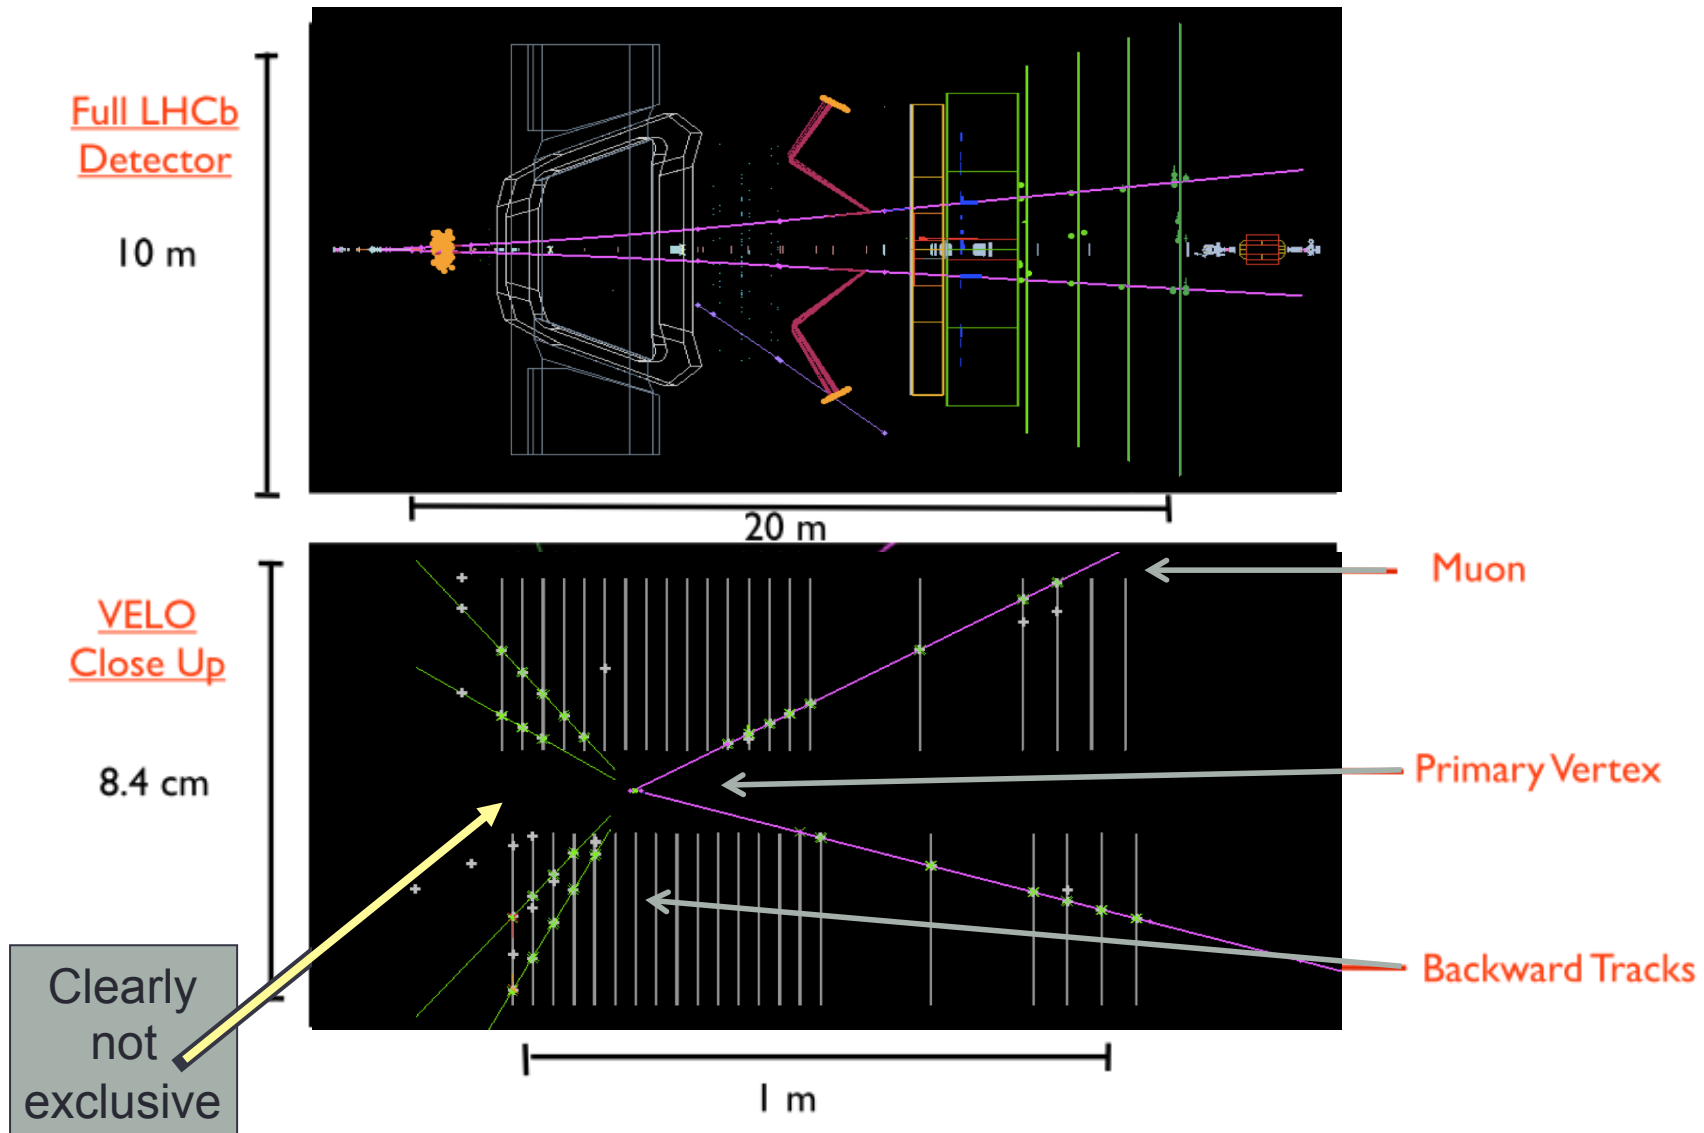 Full LHCb
Detector
10 m
20 m
VELO
Close Up
8.4 cm
Muon
Primary Vertex
Backward Tracks
Clearly
not
exclusive
1 m